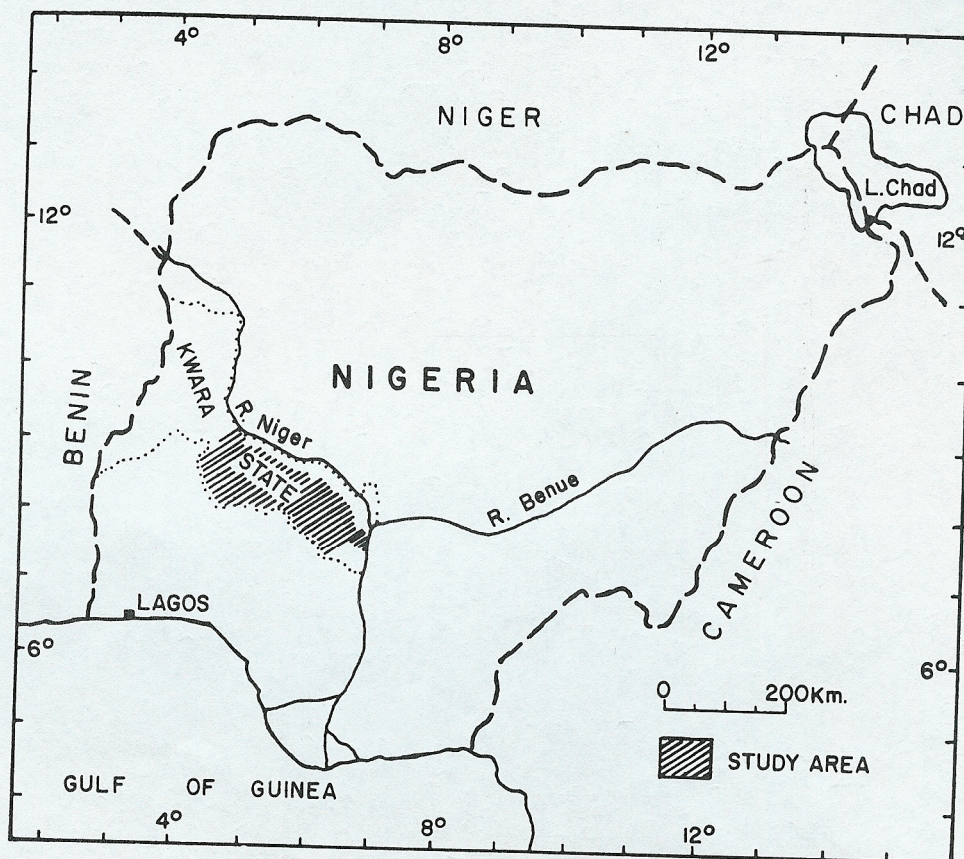 4°
8°
12°
NIGER
CHAD
L.Chad
12°
12°
KWARA
NIGERIA
BENIN
R. Niger
STATE
R. Benue
CAMEROON
LAGOS
6°
6°
0 200Km.
STUDY AREA
GULF OF GUINEA
4°
8°
12°